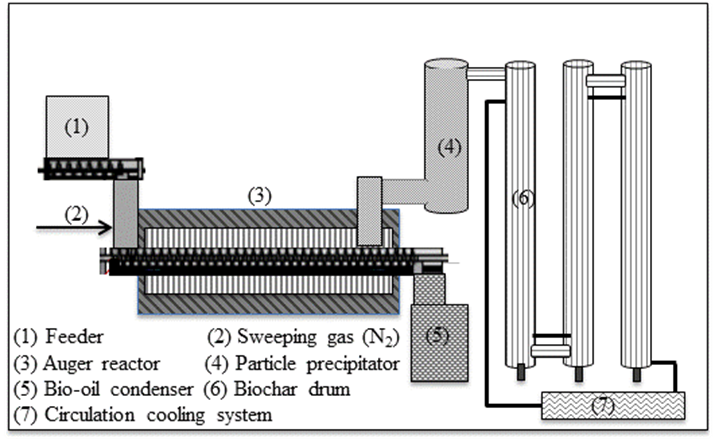 (1)
(2)
(3)
(4)
(6)
(5)
(7)
(1) Feeder (2) Sweeping gas (N₂)
(3) Auger reactor (4) Particle precipitator
(5) Bio-oil condenser (6) Biochar drum
(7) Circulation cooling system